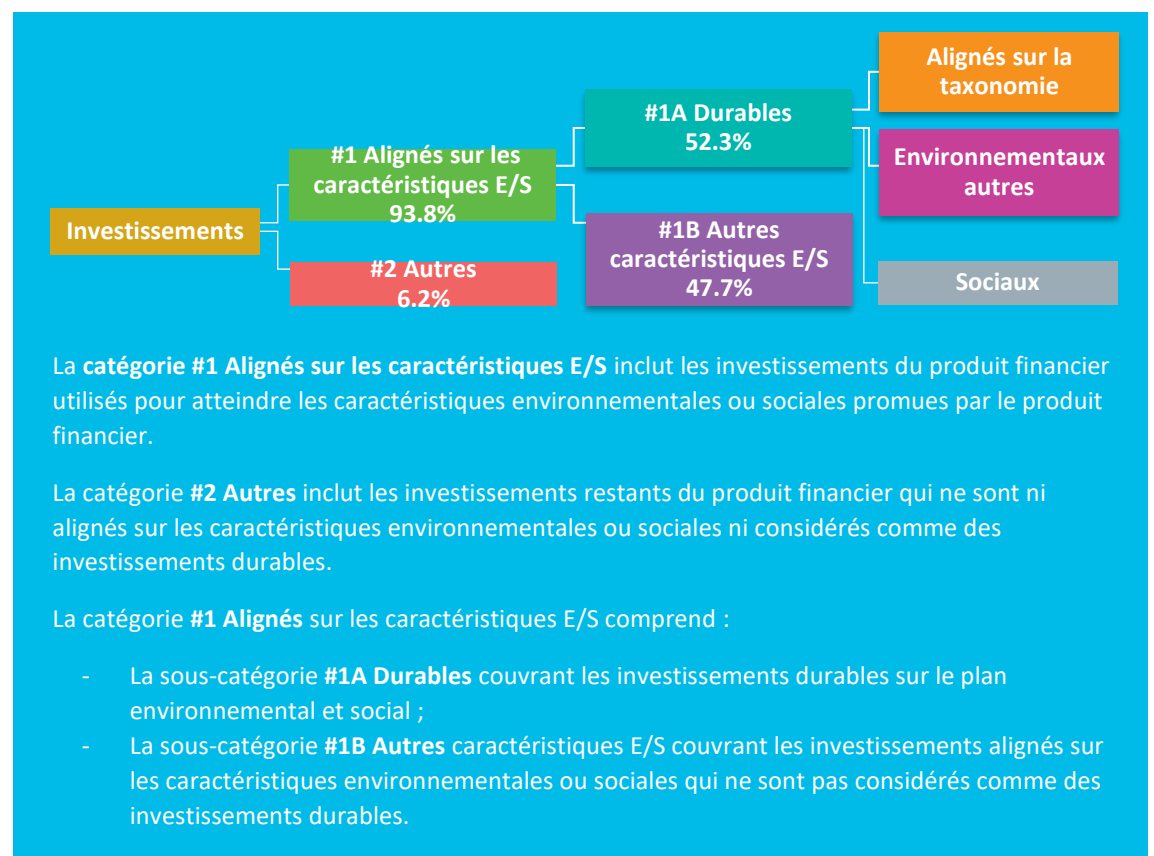 Investissements
#1 Alignés sur les
caractéristiques E/S
93.8%
#2 Autres
6.2%
#1A Durables
52.3%
#1B Autres
caractéristiques E/S
47.7%
Alignés sur la
taxonomie
Environnementaux
autres
Sociaux
La catégorie #1 Alignés sur les caractéristiques E/S inclut les investissements du produit financier
utilisés pour atteindre les caractéristiques environnementales ou sociales promues par le produit
financier.
La catégorie #2 Autres inclut les investissements restants du produit financier qui ne sont ni
alignés sur les caractéristiques environnementales ou sociales ni considérés comme des
investissements durables.
La catégorie #1 Alignés sur les caractéristiques E/S comprend :
- La sous-catégorie #1A Durables couvrant les investissements durables sur le plan
environnemental et social ;
- La sous-catégorie #1B Autres caractéristiques E/S couvrant les investissements alignés sur
les caractéristiques environnementales ou sociales qui ne sont pas considérés comme des
investissements durables.